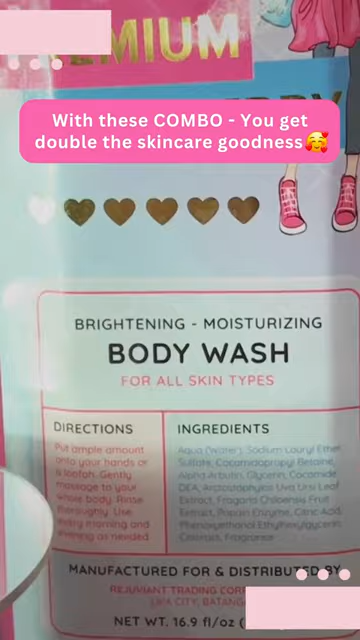 EMIUM
With these COMBO - You get
double the skincare goodness🥰
BRIGHTENING - MOISTURIZING
BODY WASH
FOR ALL SKIN TYPES
DIRECTIONS
Put ample amount
onto your hands or
a loofah. Gently
massage to your
whole body. Rinse
thoroughly. Use
every morning and
evening as needed
INGREDIENTS
Aqua (Water), Sodium Lauryl Ether
Sulfate, Cocamidopropyl Betaine,
Alpha Arbutin, Glycerin, Cocamide
DEA, Arctostaphylos Uva Ursi Leaf
Extract, Fragaria Chiloensis Fruit
Extract, Papain Enzyme, Citric Acid,
Phenoxyethanol Ethylhexylglycerin,
Colorants, Fragrance
MANUFACTURED FOR & DISTRIBUTED BY
REJUVIANT TRADING COR
LIPA CITY, BATANG
NET WT. 16.9 fl/oz (